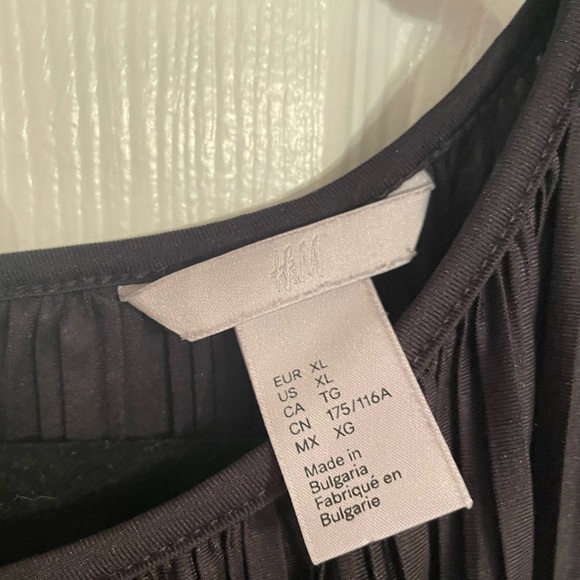 H&M
EUR XL
US XL
CA TG
CN 175/116A
MX XG
Made in
Bulgaria
Fabriqué en
Bulgarie